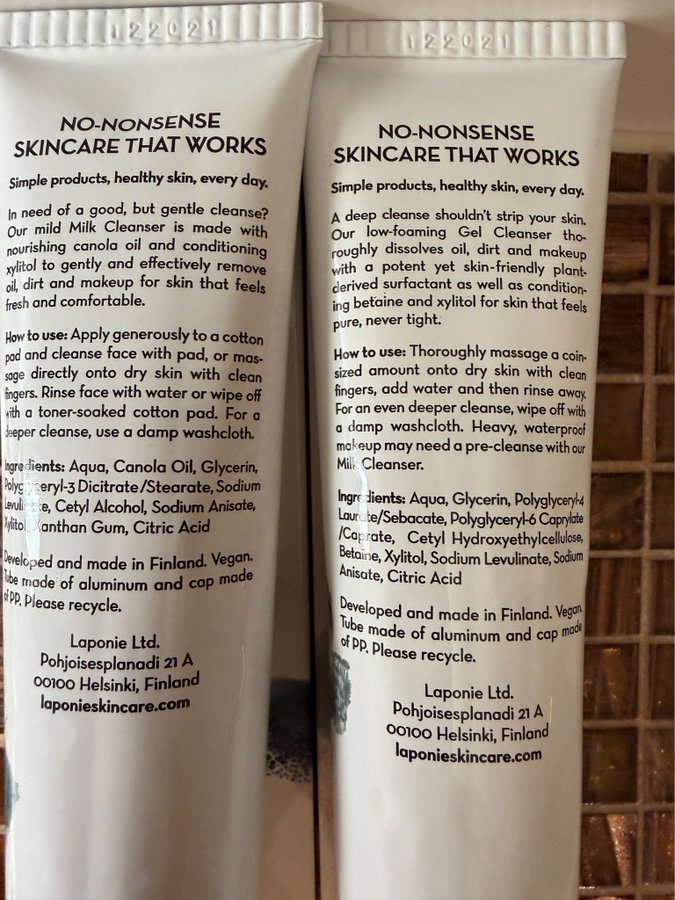 122021
NO-NONSENSE
SKINCARE THAT WORKS
Simple products, healthy skin, every day.
In need of a good, but gentle cleanse?
Our mild Milk Cleanser is made with
nourishing canola oil and conditioning
xylitol to gently and effectively remove
oil, dirt and makeup for skin that feels
fresh and comfortable.
How to use: Apply generously to a cotton
pad and cleanse face with pad, or mas-
sage directly onto dry skin with clean
fingers. Rinse face with water or wipe off
with a toner-soaked cotton pad. For a
deeper cleanse, use a damp washcloth.
Ingredients: Aqua, Canola Oil, Glycerin,
Polyglyceryl-3 Dicitrate/Stearate, Sodium
Levulinate, Cetyl Alcohol, Sodium Anisate,
Xylitol, Xanthan Gum, Citric Acid
Developed and made in Finland. Vegan.
Tube made of aluminum and cap made
of PP. Please recycle.
Laponie Ltd.
Pohjoisesplanadi 21 A
00100 Helsinki, Finland
laponieskincare.com
122021
NO-NONSENSE
SKINCARE THAT WORKS
Simple products, healthy skin, every day.
A deep cleanse shouldn't strip your skin.
Our low-foaming Gel Cleanser tho-
roughly dissolves oil, dirt and makeup
with a potent yet skin-friendly plant-
derived surfactant as well as condition-
ing betaine and xylitol for skin that feels
pure, never tight.
How to use: Thoroughly massage a coin-
sized amount onto dry skin with clean
fingers, add water and then rinse away.
For an even deeper cleanse, wipe off with
a damp washcloth. Heavy, waterproof
makeup may need a pre-cleanse with our
Milk Cleanser.
Ingredients: Aqua, Glycerin, Polyglyceryl-4
Laurate/Sebacate, Polyglyceryl-6 Caprylate
/Caprate, Cetyl Hydroxyethylcellulose,
Betaine, Xylitol, Sodium Levulinate, Sodium
Anisate, Citric Acid
Developed and made in Finland. Vegan.
Tube made of aluminum and cap made
of PP. Please recycle.
Laponie Ltd.
Pohjoisesplanadi 21 A
00100 Helsinki, Finland
laponieskincare.com